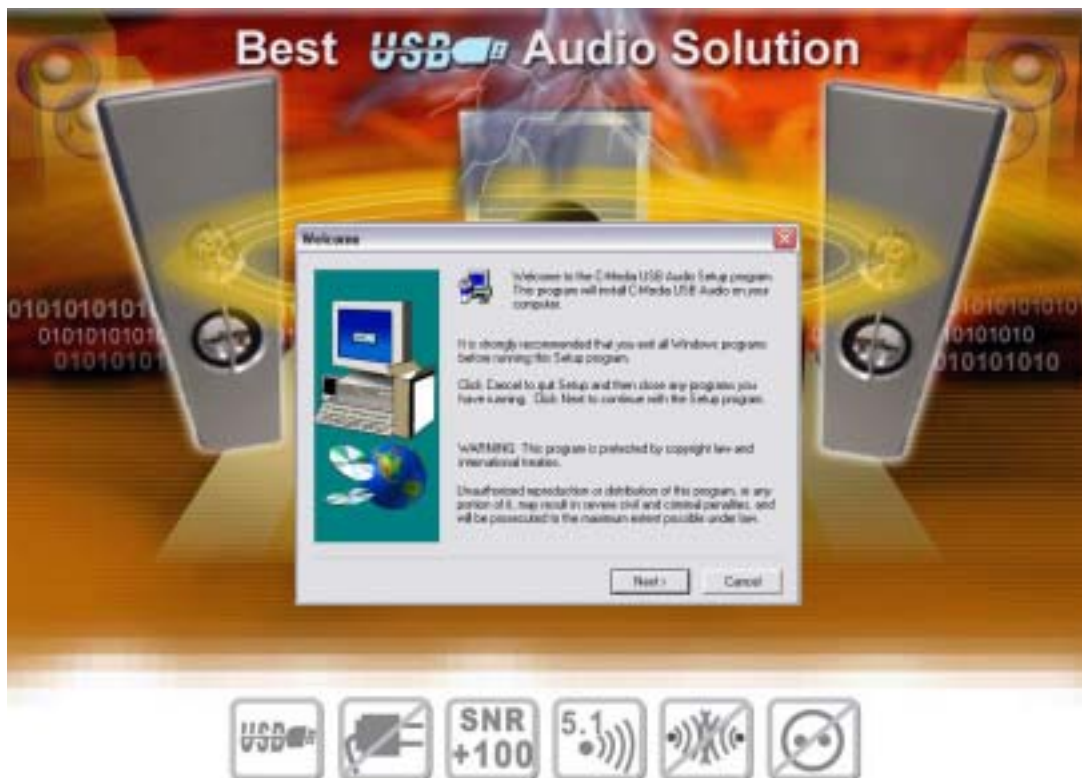 Best USB Audio Solution
Welcome
Welcome to the C-Media USB Audio Setup program.
This program will install C-Media USB Audio on your
computer.
It is strongly recommended that you exit all Windows programs
before running this Setup program.
Click Cancel to quit Setup and then close any programs you
have running. Click Next to continue with the Setup program.
WARNING: This program is protected by copyright law and
international treaties.
Unauthorized reproduction or distribution of this program, or any
portion of it, may result in severe civil and criminal penalties, and
will be prosecuted to the maximum extent possible under law.
Next >
Cancel
01010101010
0101010101
01010101
1010101010
1010101010
010101010
USB
SNR
+100
5.1